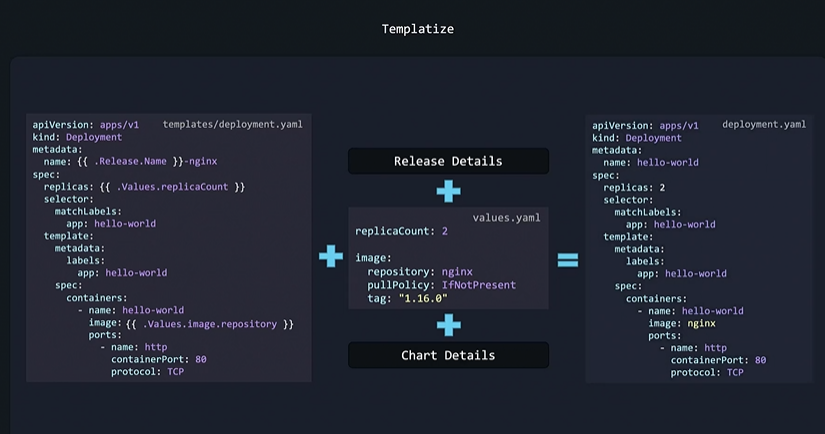 Templatize
templates/deployment.yaml
apiVersion: apps/v1
kind: Deployment
metadata:
  name: {{ .Release.Name }}-nginx
spec:
  replicas: {{ .Values.replicaCount }}
  selector:
    matchLabels:
      app: hello-world
  template:
    metadata:
      labels:
        app: hello-world
    spec:
      containers:
        - name: hello-world
          image: {{ .Values.image.repository }}
          ports:
            - name: http
              containerPort: 80
              protocol: TCP
Release Details
values.yaml
replicaCount: 2
image:
  repository: nginx
  pullPolicy: IfNotPresent
  tag: "1.16.0"
Chart Details
deployment.yaml
apiVersion: apps/v1
kind: Deployment
metadata:
  name: hello-world
spec:
  replicas: 2
  selector:
    matchLabels:
      app: hello-world
  template:
    metadata:
      labels:
        app: hello-world
    spec:
      containers:
        - name: hello-world
          image: nginx
          ports:
            - name: http
              containerPort: 80
              protocol: TCP